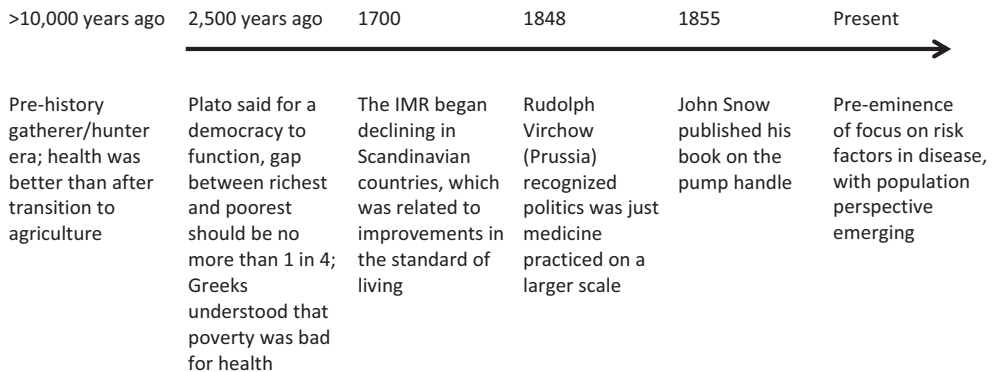 >10,000 years ago
2,500 years ago
1700
1848
1855
Present
Pre-history
gatherer/hunter
era; health was
better than after
transition to
agriculture
Plato said for a
democracy to
function, gap
between richest
and poorest
should be no
more than 1 in 4;
Greeks
understood that
poverty was bad
for health
The IMR began
declining in
Scandinavian
countries, which
was related to
improvements in
the standard of
living
Rudolph
Virchow
(Prussia)
recognized
politics was just
medicine
practiced on a
larger scale
John Snow
published his
book on the
pump handle
Pre-eminence
of focus on risk
factors in disease,
with population
perspective
emerging